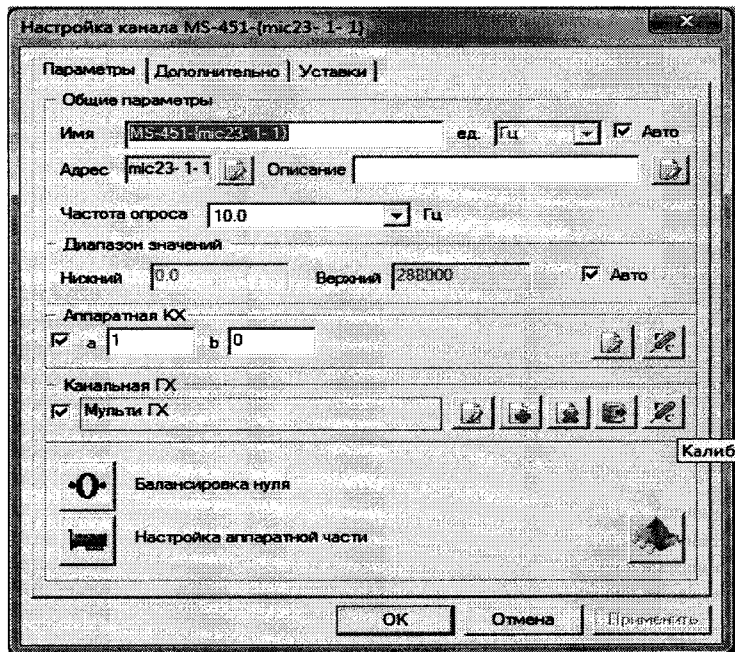 Настройка канала MS-451-{mic23- 1- 1}
Параметры Дополнительно Уставки
Общие параметры
Имя MS-451-{mic23- 1- 1} ед. Гц Авто
Адрес mic23- 1- 1 Описание
Частота опроса 10.0 Гц
Диапазон значений
Нижний 0.0 Верхний 288000 Авто
Аппаратная КХ
a 1 b 0
Канальная ГХ
Мульти ГХ
Калиб
0 Балансировка нуля
Настройка аппаратной части
OK Отмена Применить